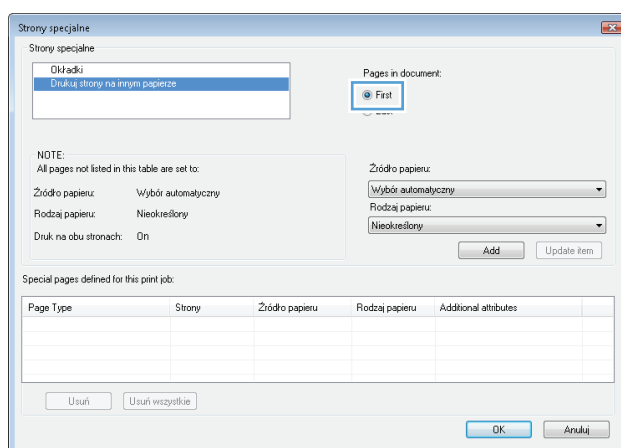 Strony specjalne
Strony specjalne
Okładki
Drukuj strony na innym papierze
Pages in document:
First
NOTE:
All pages not listed in this table are set to:
Źródło papieru: Wybór automatyczny
Rodzaj papieru: Nieokreślony
Druk na obu stronach: On
Źródło papieru:
Wybór automatyczny
Rodzaj papieru:
Nieokreślony
Add Update item
Special pages defined for this print job:
Page Type Strony Źródło papieru Rodzaj papieru Additional attributes
Usuń Usuń wszystkie
OK Anuluj